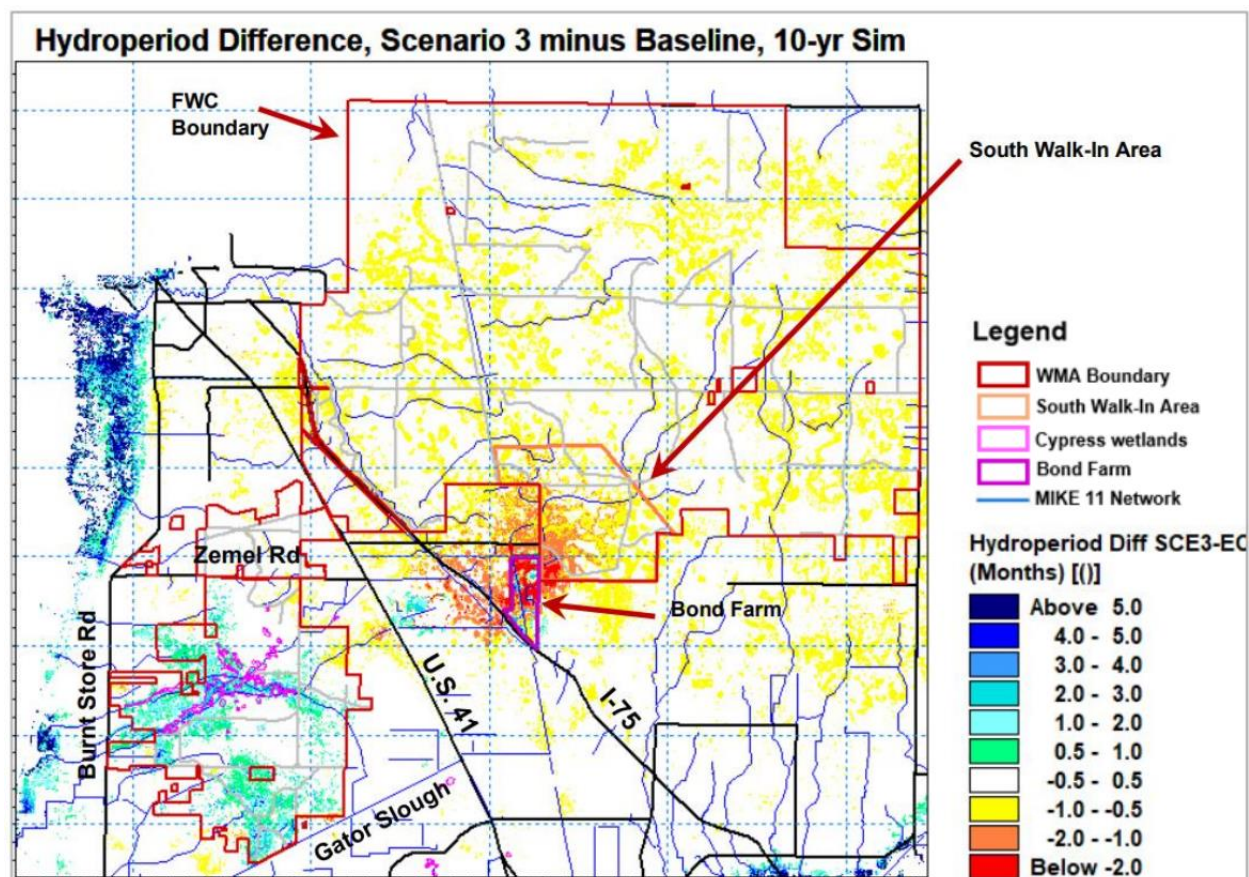 Hydroperiod Difference, Scenario 3 minus Baseline, 10-yr Sim
FWC
Boundary
South Walk-In Area
Zemel Rd
Bond Farm
Burnt Store Rd
U.S. 41
I-75
Gator Slough
Legend
WMA Boundary
South Walk-In Area
Cypress wetlands
Bond Farm
MIKE 11 Network
Hydroperiod Diff SCE3-EC
(Months) [()]
Above 5.0
4.0 - 5.0
3.0 - 4.0
2.0 - 3.0
1.0 - 2.0
0.5 - 1.0
-0.5 - 0.5
-1.0 - -0.5
-2.0 - -1.0
Below -2.0